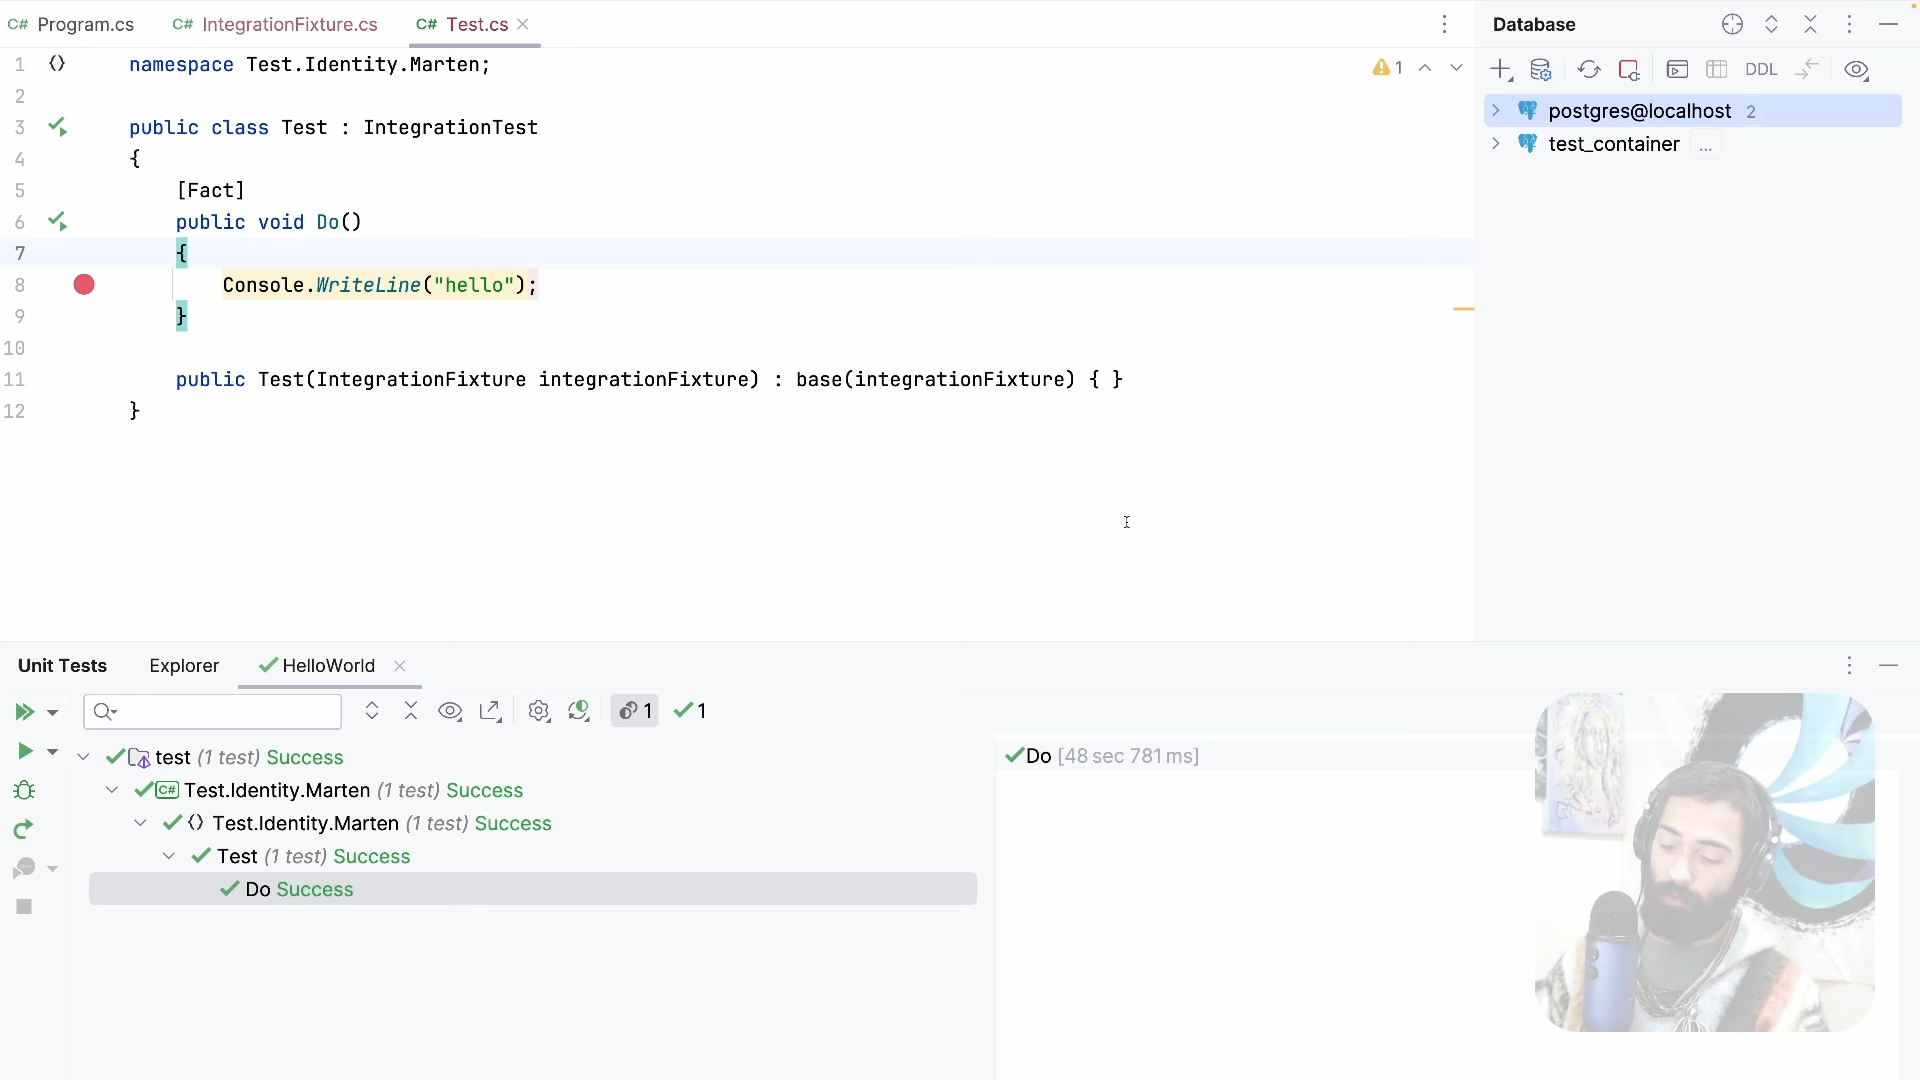 C# Program.cs
C# IntegrationFixture.cs
C# Test.cs
1 namespace Test.Identity.Marten;
2
3 public class Test : IntegrationTest
4 {
5 [Fact]
6 public void Do()
7 {
8 Console.WriteLine("hello");
9 }
10
11 public Test(IntegrationFixture integrationFixture) : base(integrationFixture) { }
12 }
1
Database
DDL
postgres@localhost 2
test_container ...
Unit Tests
Explorer
HelloWorld
1
1
test (1 test) Success
C# Test.Identity.Marten (1 test) Success
Test.Identity.Marten (1 test) Success
Test (1 test) Success
Do Success
Do [48 sec 781 ms]